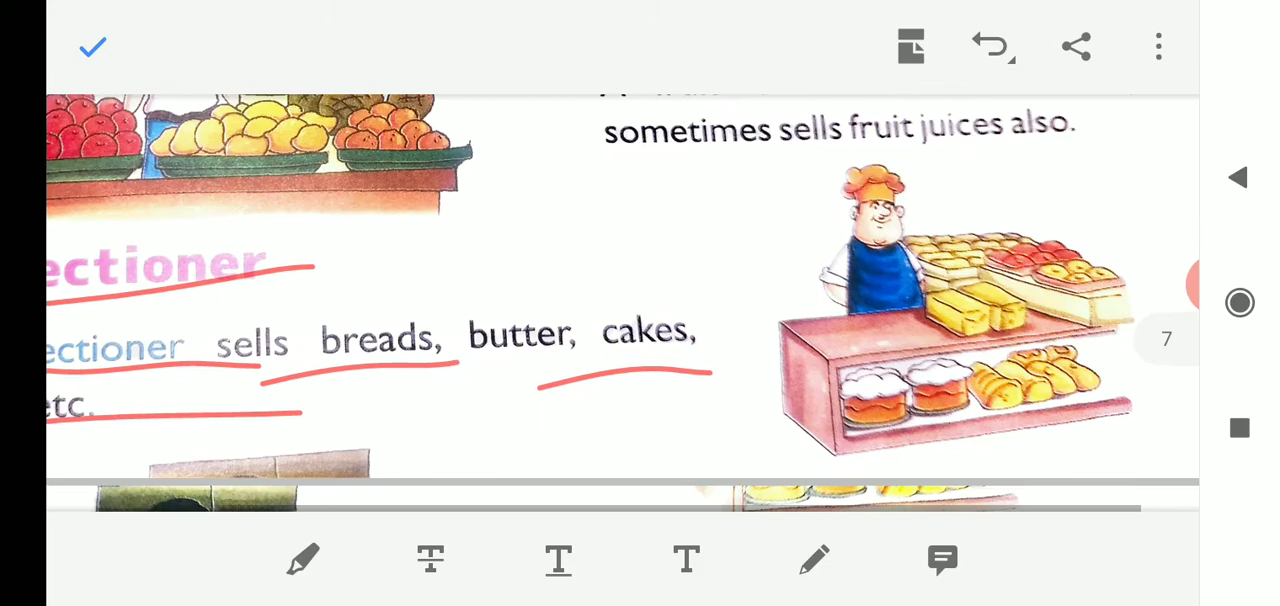 sometimes sells fruit juices also.
ectioner
ectioner sells breads, butter, cakes,
7
etc.